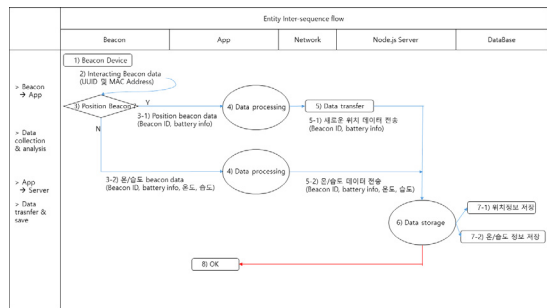 Entity Inter-sequence flow
Beacon
App
Network
Node.js Server
DataBase
> Beacon
→ App
> Data
collection
& analysis
> App
→ Server
> Data
trasnfer &
save
1) Beacon Device
2) Interacting Beacon data
(UUID 및 MAC Address)
3) Position Beacon?
Y
N
3-1) Position beacon data
(Beacon ID, battery info)
4) Data processing
5) Data transfer
5-1) 새로운 위치 데이터 전송
(Beacon ID, battery info)
3-2) 온/습도 beacon data
(Beacon ID, battery info, 온도, 습도)
4) Data processing
5-2) 온/습도 데이터 전송
(Beacon ID, battery info, 온도, 습도)
6) Data storage
7-1) 위치정보 저장
7-2) 온/습도 정보 저장
8) OK